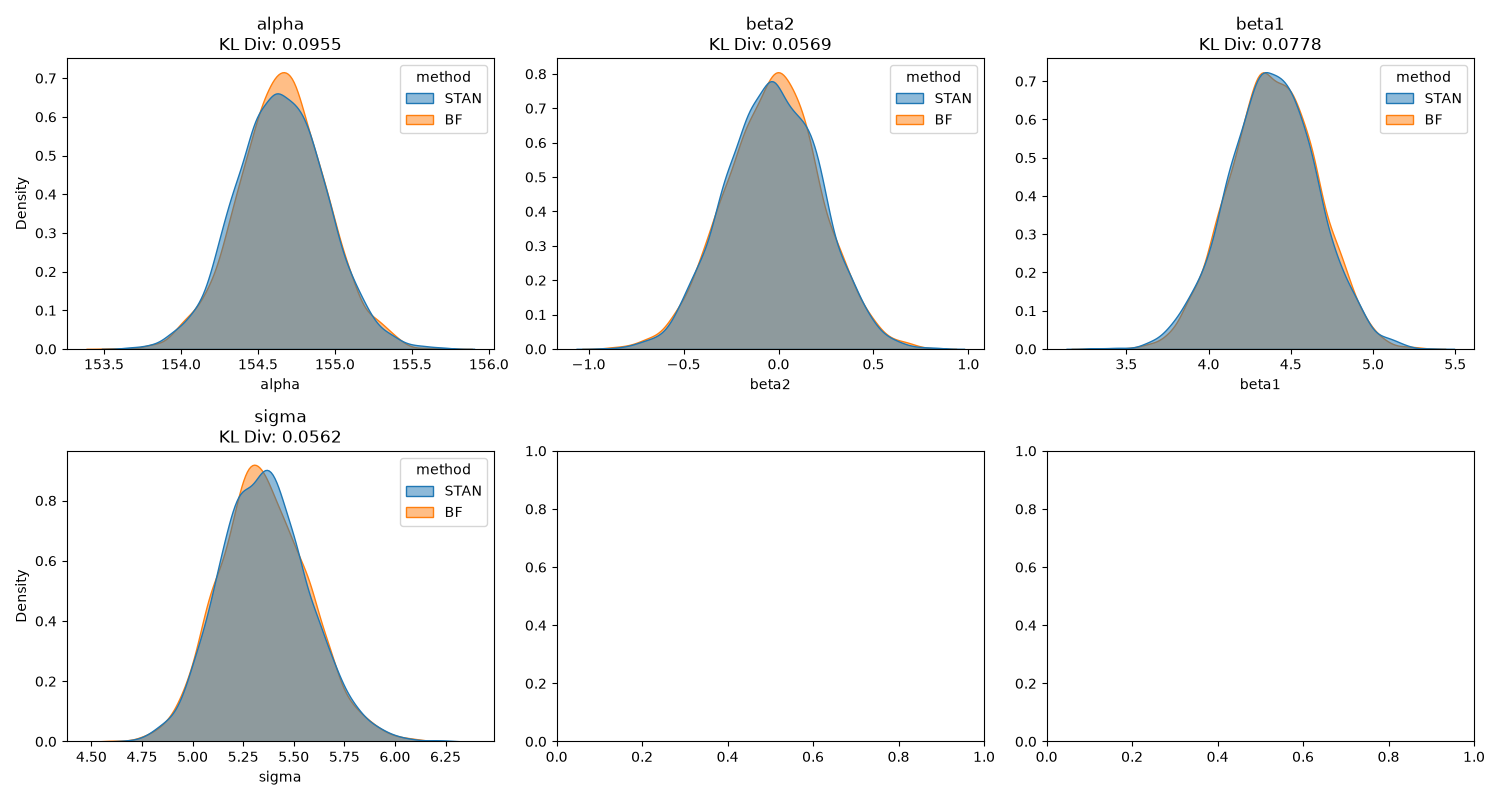 alpha
KL Div: 0.0955
beta2
KL Div: 0.0569
beta1
KL Div: 0.0778
method
STAN
BF
method
STAN
BF
method
STAN
BF
Density
0.7
0.6
0.5
0.4
0.3
0.2
0.1
0.0
153.5 154.0 154.5 155.0 155.5 156.0
alpha
0.8
0.7
0.6
0.5
0.4
0.3
0.2
0.1
0.0
−1.0 −0.5 0.0 0.5 1.0
beta2
0.7
0.6
0.5
0.4
0.3
0.2
0.1
0.0
3.5 4.0 4.5 5.0 5.5
beta1
sigma
KL Div: 0.0562
method
STAN
BF
Density
0.8
0.6
0.4
0.2
0.0
4.50 4.75 5.00 5.25 5.50 5.75 6.00 6.25
sigma
1.0
0.8
0.6
0.4
0.2
0.0
0.0 0.2 0.4 0.6 0.8 1.0
1.0
0.8
0.6
0.4
0.2
0.0
0.0 0.2 0.4 0.6 0.8 1.0